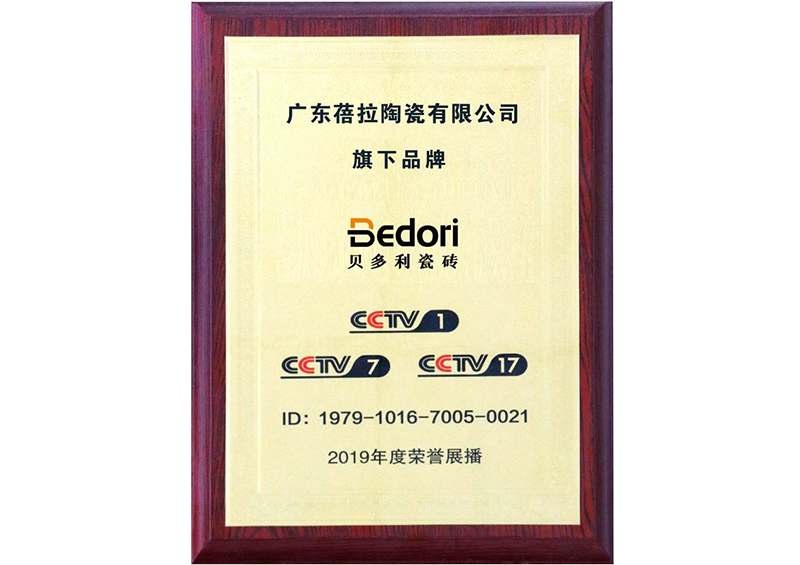 广东蓓拉陶瓷有限公司
旗下品牌
Bedori
贝多利瓷砖
CCTV 1
CCTV 7 CCTV 17
ID: 1979-1016-7005-0021
2019年度荣誉展播